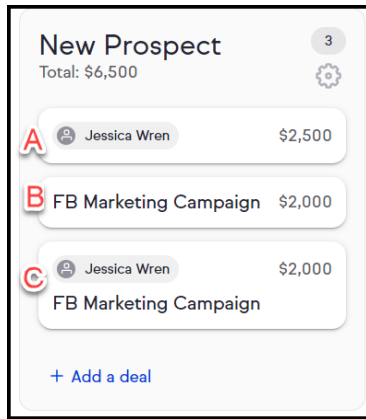 New Prospect 3
Total: $6,500
A Jessica Wren $2,500
B FB Marketing Campaign $2,000
C Jessica Wren $2,000
FB Marketing Campaign
+ Add a deal